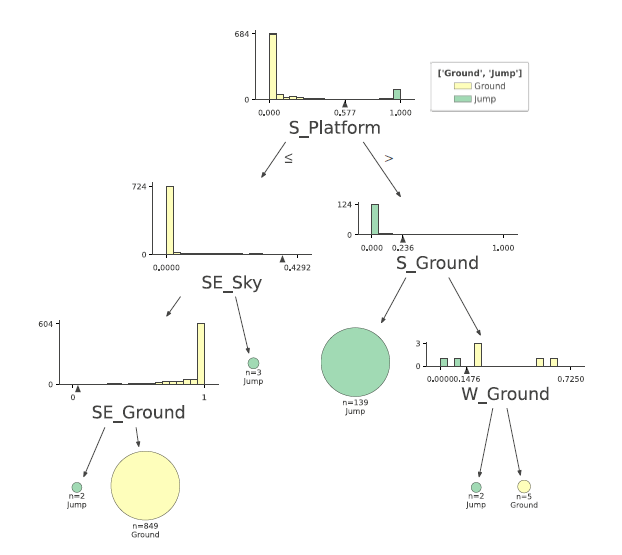 684
0
0.000 0.577 1.000
S_Platform
['Ground', 'Jump']
Ground
Jump
≤
>
724
0
0.0000 0.4292
SE_Sky
124
0
0.000 0.236 1.000
S_Ground
604
0
0 1
SE_Ground
n=3
Jump
n=139
Jump
3
0
0.00000.1476 0.7250
W_Ground
n=2
Jump
n=849
Ground
n=2
Jump
n=5
Ground